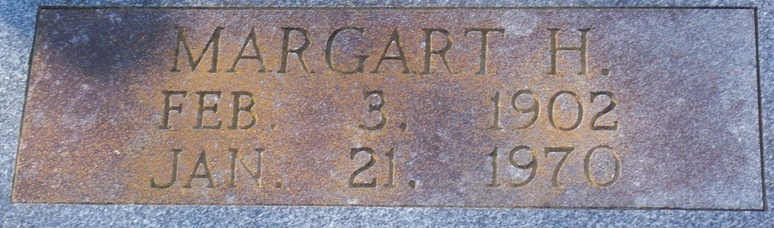 MARGART H.
FEB. 3, 1902
JAN. 21, 1970